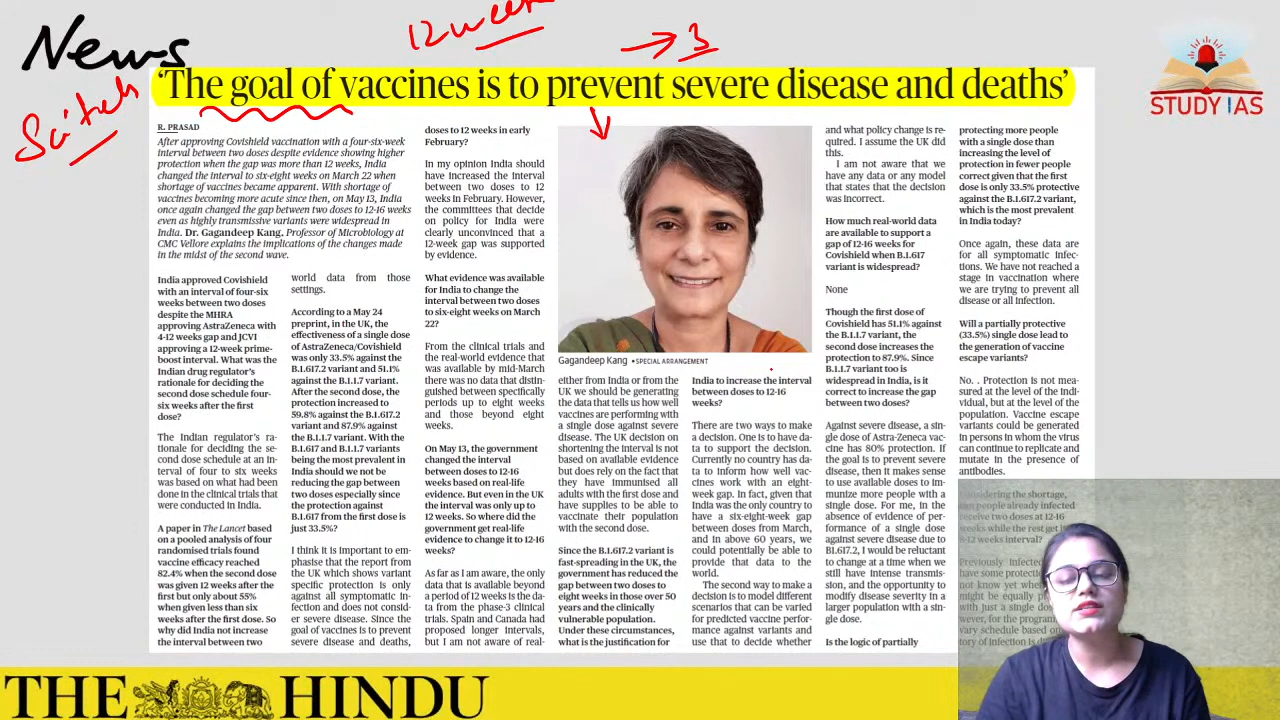 News
Sci tech
12 week
→ 3
STUDY IAS
‘The goal of vaccines is to prevent severe disease and deaths’
R. PRASAD
After approving Covishield vaccination with a four-six-week
interval between two doses despite evidence showing higher
protection when the gap was more than 12 weeks, India
changed the interval to six-eight weeks on March 22 when
shortage of vaccines became apparent. With shortage of
vaccines becoming more acute since then, on May 13, India
once again changed the gap between two doses to 12-16 weeks
even as highly transmissive variants were widespread in
India. Dr. Gagandeep Kang, Professor of Microbiology at
CMC Vellore explains the implications of the changes made
in the midst of the second wave.
India approved Covishield
with an interval of four-six
weeks between two doses
despite the MHRA
approving AstraZeneca with
4-12 weeks gap and JCVI
approving a 12-week prime-
boost interval. What was the
Indian drug regulator’s
rationale for deciding the
second dose schedule four-
six weeks after the first
dose?
The Indian regulator’s ra-
tionale for deciding the se-
cond dose schedule at an in-
terval of four to six weeks
was based on what had been
done in the clinical trials that
were conducted in India.
A paper in The Lancet based
on a pooled analysis of four
randomised trials found
vaccine efficacy reached
82.4% when the second dose
was given 12 weeks after the
first but only about 55%
when given less than six
weeks after the first dose. So
why did India not increase
the interval between two
world data from those
settings.
According to a May 24
preprint, in the UK, the
effectiveness of a single dose
of AstraZeneca/Covishield
was only 33.5% against the
B.1.617.2 variant and 51.1%
against the B.1.1.7 variant.
After the second dose, the
protection increased to
59.8% against the B.1.617.2
variant and 87.9% against
the B.1.1.7 variant. With the
B.1.617 and B.1.1.7 variants
being the most prevalent in
India should we not be
reducing the gap between
two doses especially since
the protection against
B.1.617 from the first dose is
just 33.5%?
I think it is important to em-
phasise that the report from
the UK which shows variant
specific protection is only
against all symptomatic in-
fection and does not consid-
er severe disease. Since the
goal of vaccines is to prevent
severe disease and deaths,
doses to 12 weeks in early
February?
In my opinion India should
have increased the interval
between two doses to 12
weeks in February. However,
the committees that decide
on policy for India were
clearly unconvinced that a
12-week gap was supported
by evidence.
What evidence was available
for India to change the
interval between two doses
to six-eight weeks on March
22?
From the clinical trials and
the real-world evidence that
was available by mid-March
there was no data that distin-
guished between specifically
periods up to eight weeks
and those beyond eight
weeks.
On May 13, the government
changed the interval
between doses to 12-16
weeks based on real-life
evidence. But even in the UK
the interval was only up to
12 weeks. So where did the
government get real-life
evidence to change it to 12-16
weeks?
As far as I am aware, the only
data that is available beyond
a period of 12 weeks is the da-
ta from the phase-3 clinical
trials. Spain and Canada had
proposed longer intervals,
but I am not aware of real-
Gagandeep Kang •SPECIAL ARRANGEMENT
either from India or from the
UK we should be generating
the data that tells us how well
vaccines are performing with
a single dose against severe
disease. The UK decision on
shortening the interval is not
based on available evidence
but does rely on the fact that
they have immunised all
adults with the first dose and
have supplies to be able to
vaccinate their population
with the second dose.
Since the B.1.617.2 variant is
fast-spreading in the UK, the
government has reduced the
gap between two doses to
eight weeks in those over 50
years and the clinically
vulnerable population.
Under these circumstances,
what is the justification for
India to increase the interval
between doses to 12-16
weeks?
There are two ways to make
a decision. One is to have da-
ta to support the decision.
Currently no country has da-
ta to inform how well vac-
cines work with an eight-
week gap. In fact, given that
India was the only country to
have a six-eight-week gap
between doses from March,
and in above 60 years, we
could potentially be able to
provide that data to the
world.
The second way to make a
decision is to model different
scenarios that can be varied
for predicted vaccine perfor-
mance against variants and
use that to decide whether
and what policy change is re-
quired. I assume the UK did
this.
I am not aware that we
have any data or any model
that states that the decision
was incorrect.
How much real-world data
are available to support a
gap of 12-16 weeks for
Covishield when B.1.617
variant is widespread?
None
Though the first dose of
Covishield has 51.1% against
the B.1.1.7 variant, the
second dose increases the
protection to 87.9%. Since
B.1.1.7 variant too is
widespread in India, is it
correct to increase the gap
between two doses?
Against severe disease, a sin-
gle dose of Astra-Zeneca vac-
cine has 80% protection. If
the goal is to prevent severe
disease, then it makes sense
to use available doses to im-
munize more people with a
single dose. For me, in the
absence of evidence of per-
formance of a single dose
against severe disease due to
B1.617.2, I would be reluctant
to change at a time when we
still have intense transmis-
sion, and the opportunity to
modify disease severity in a
larger population with a sin-
gle dose.
Is the logic of partially
protecting more people
with a single dose than
increasing the level of
protection in fewer people
correct given that the first
dose is only 33.5% protective
against the B.1.617.2 variant,
which is the most prevalent
in India today?
Once again, these data are
for all symptomatic infec-
tions. We have not reached a
stage in vaccination where
we are trying to prevent all
disease or all infection.
Will a partially protective
(33.5%) single dose lead to
the generation of vaccine
escape variants?
No. . Protection is not mea-
sured at the level of the indi-
vidual, but at the level of the
population. Vaccine escape
variants could be generated
in persons in whom the virus
can continue to replicate and
mutate in the presence of
antibodies.
THE HINDU